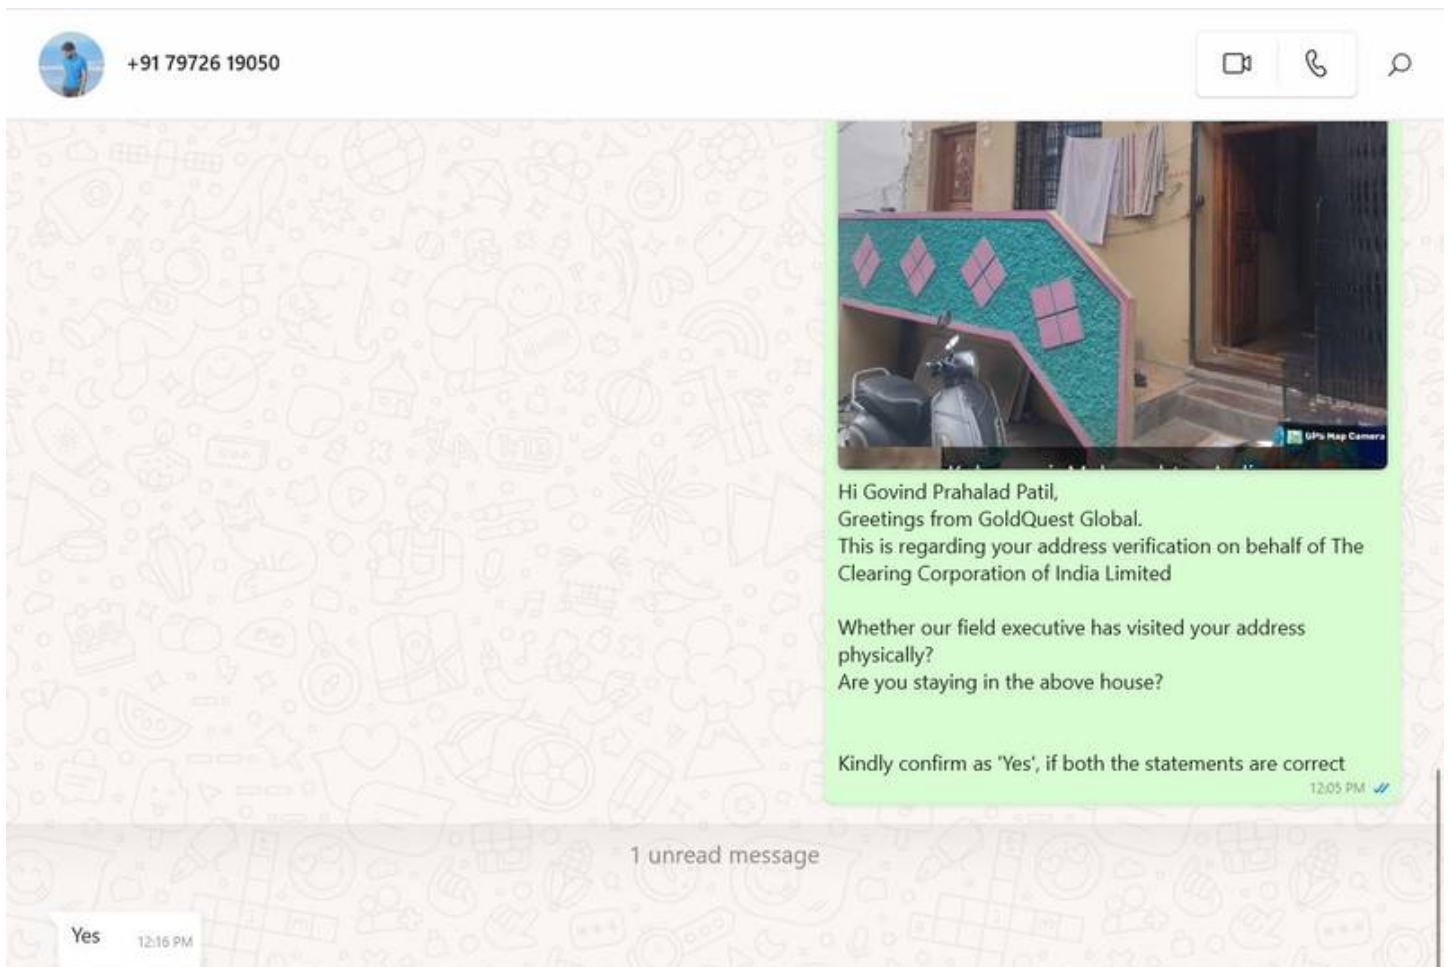 +91 79726 19050
GPS Map Camera
Hi Govind Prahalad Patil,
Greetings from GoldQuest Global.
This is regarding your address verification on behalf of The
Clearing Corporation of India Limited
Whether our field executive has visited your address
physically?
Are you staying in the above house?
Kindly confirm as 'Yes', if both the statements are correct
12:05 PM
1 unread message
Yes
12:16 PM